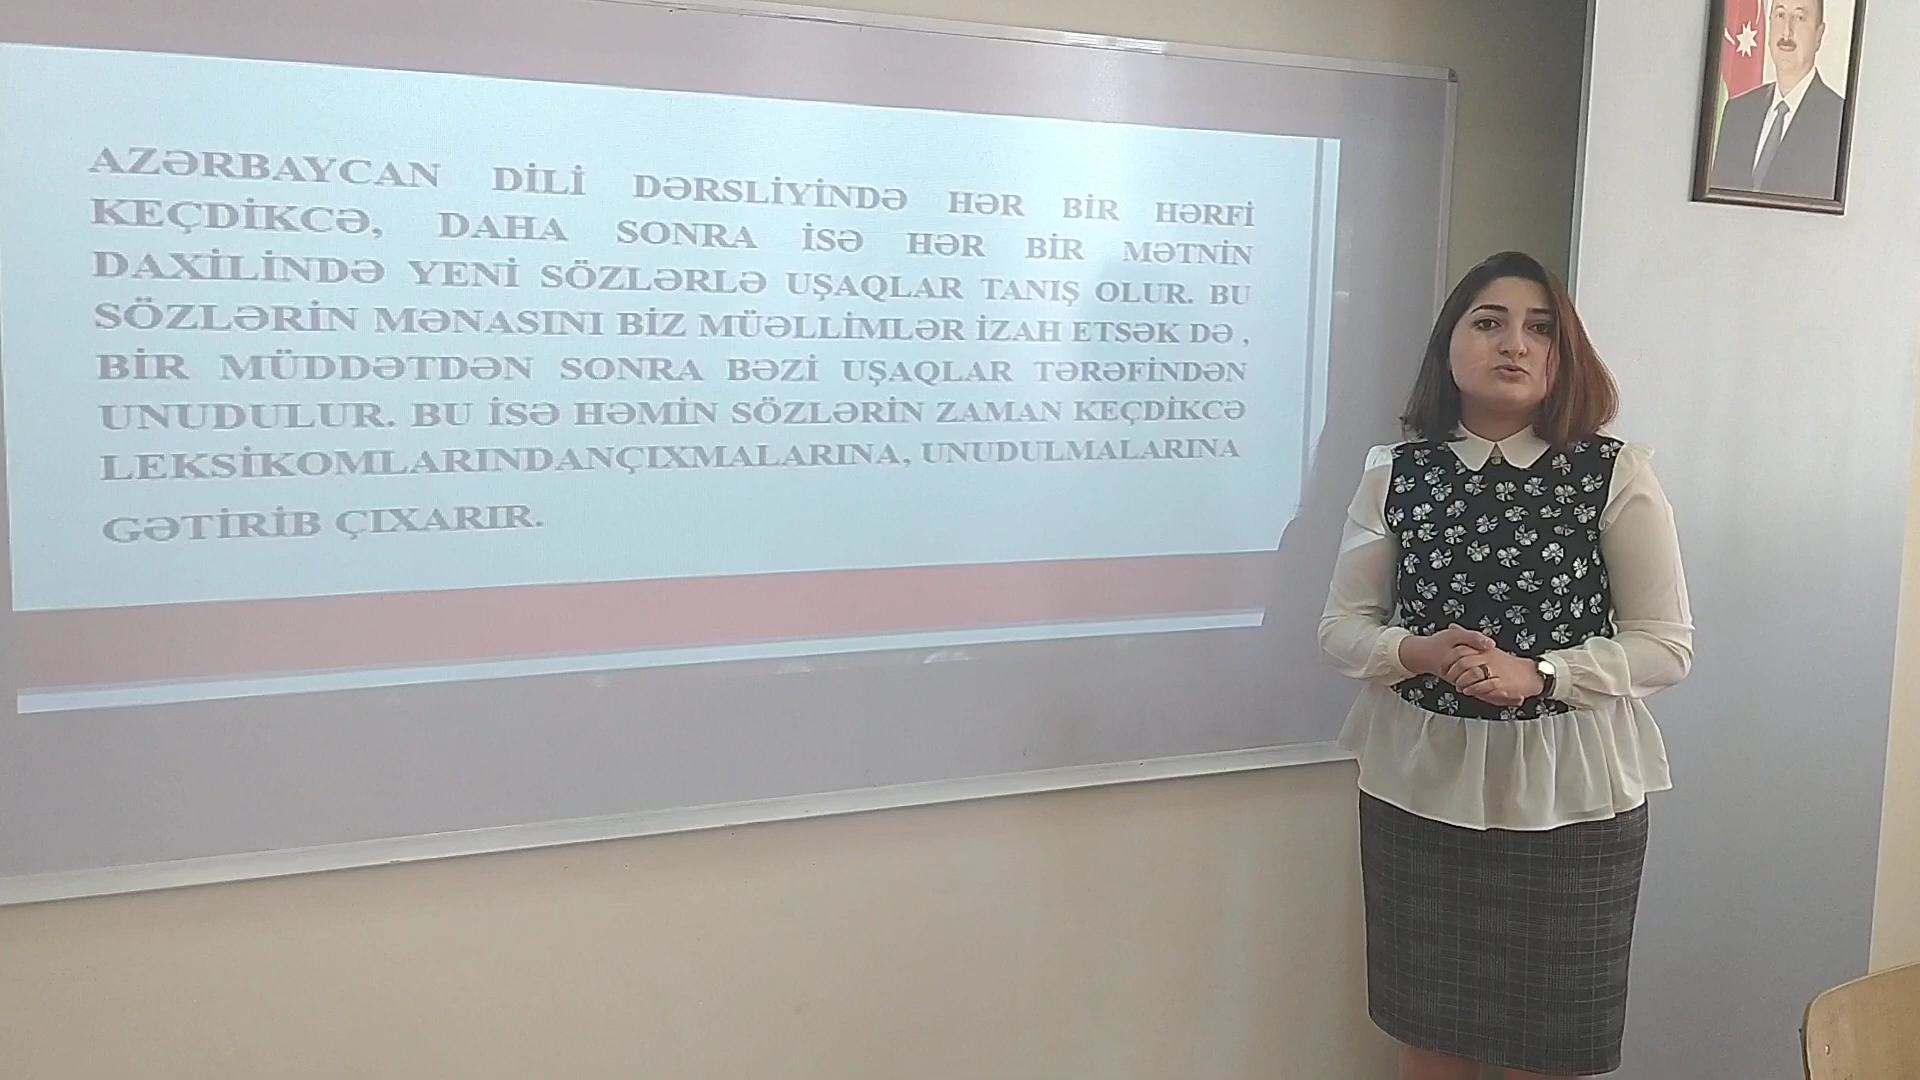 AZƏRBAYCAN DİLİ DƏRSLİYİNDƏ HƏR BİR HƏRFİ
KEÇDİKCƏ, DAHA SONRA İSƏ HƏR BİR MƏTNİN
DAXİLİNDƏ YENİ SÖZLƏRLƏ UŞAQLAR TANIŞ OLUR. BU
SÖZLƏRİN MƏNASINI BİZ MÜƏLLİMLƏR İZAH ETSƏK DƏ ,
BİR MÜDDƏTDƏN SONRA BƏZİ UŞAQLAR TƏRƏFİNDƏN
UNUDULUR. BU İSƏ HƏMİN SÖZLƏRİN ZAMAN KEÇDİKCƏ
LEKSİKOMLARINDANÇIXMALARINA, UNUDULMALARINA
GƏTİRİB ÇIXARIR.